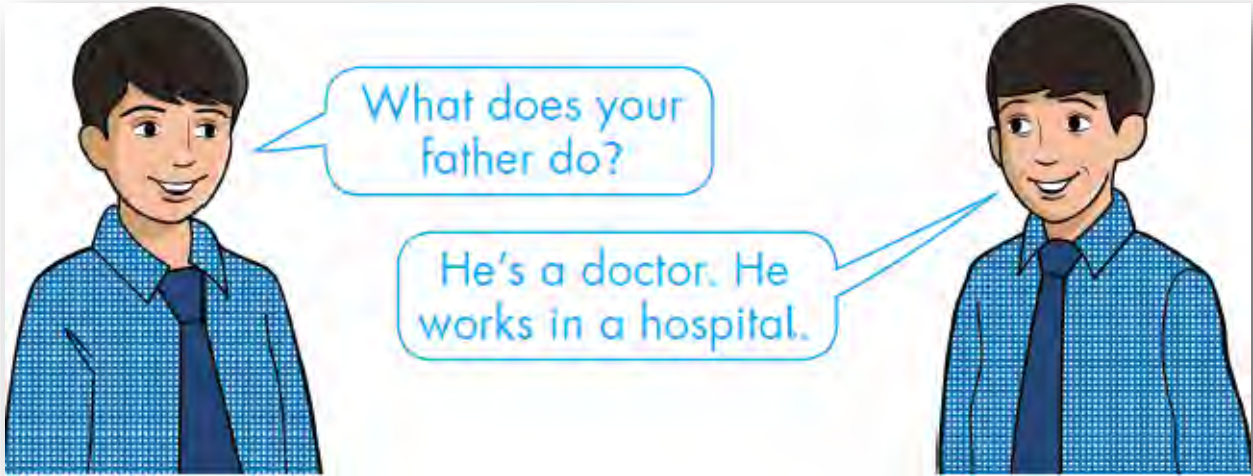 What does your
father do?
He's a doctor. He
works in a hospital.